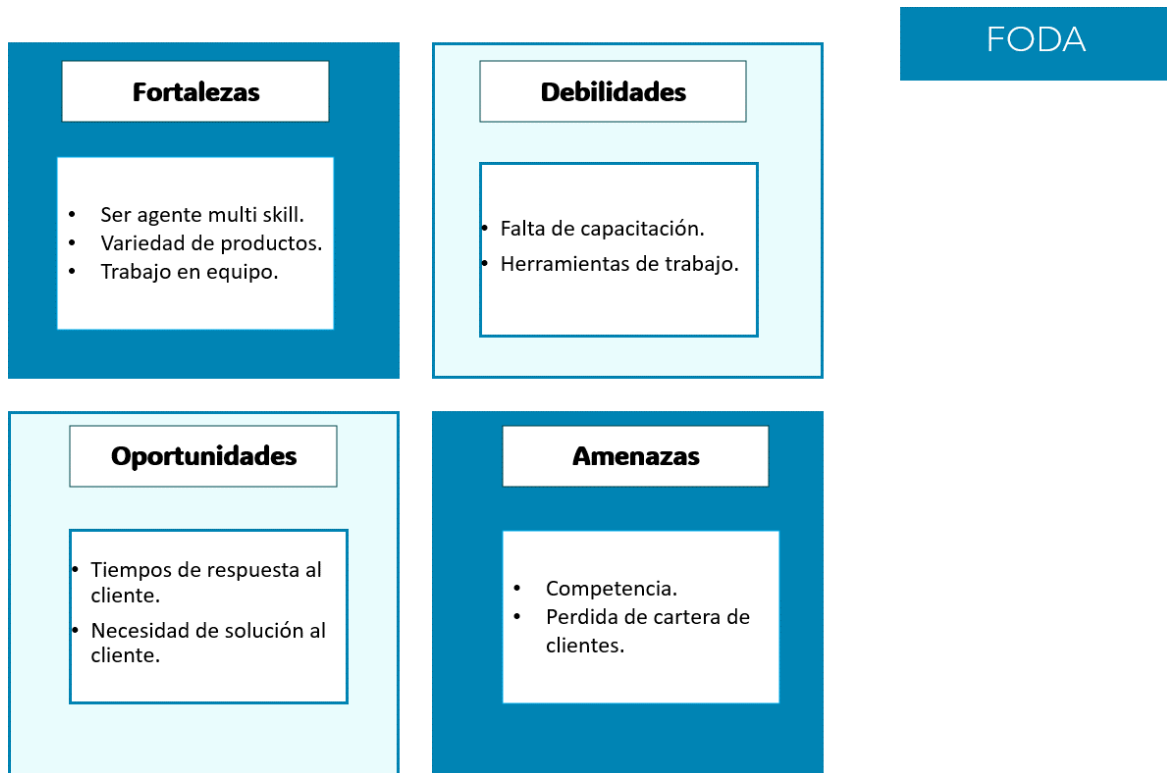 FODA
Fortalezas
• Ser agente multi skill.
• Variedad de productos.
• Trabajo en equipo.
Debilidades
• Falta de capacitación.
• Herramientas de trabajo.
Oportunidades
• Tiempos de respuesta al
cliente.
• Necesidad de solución al
cliente.
Amenazas
• Competencia.
• Perdida de cartera de
clientes.